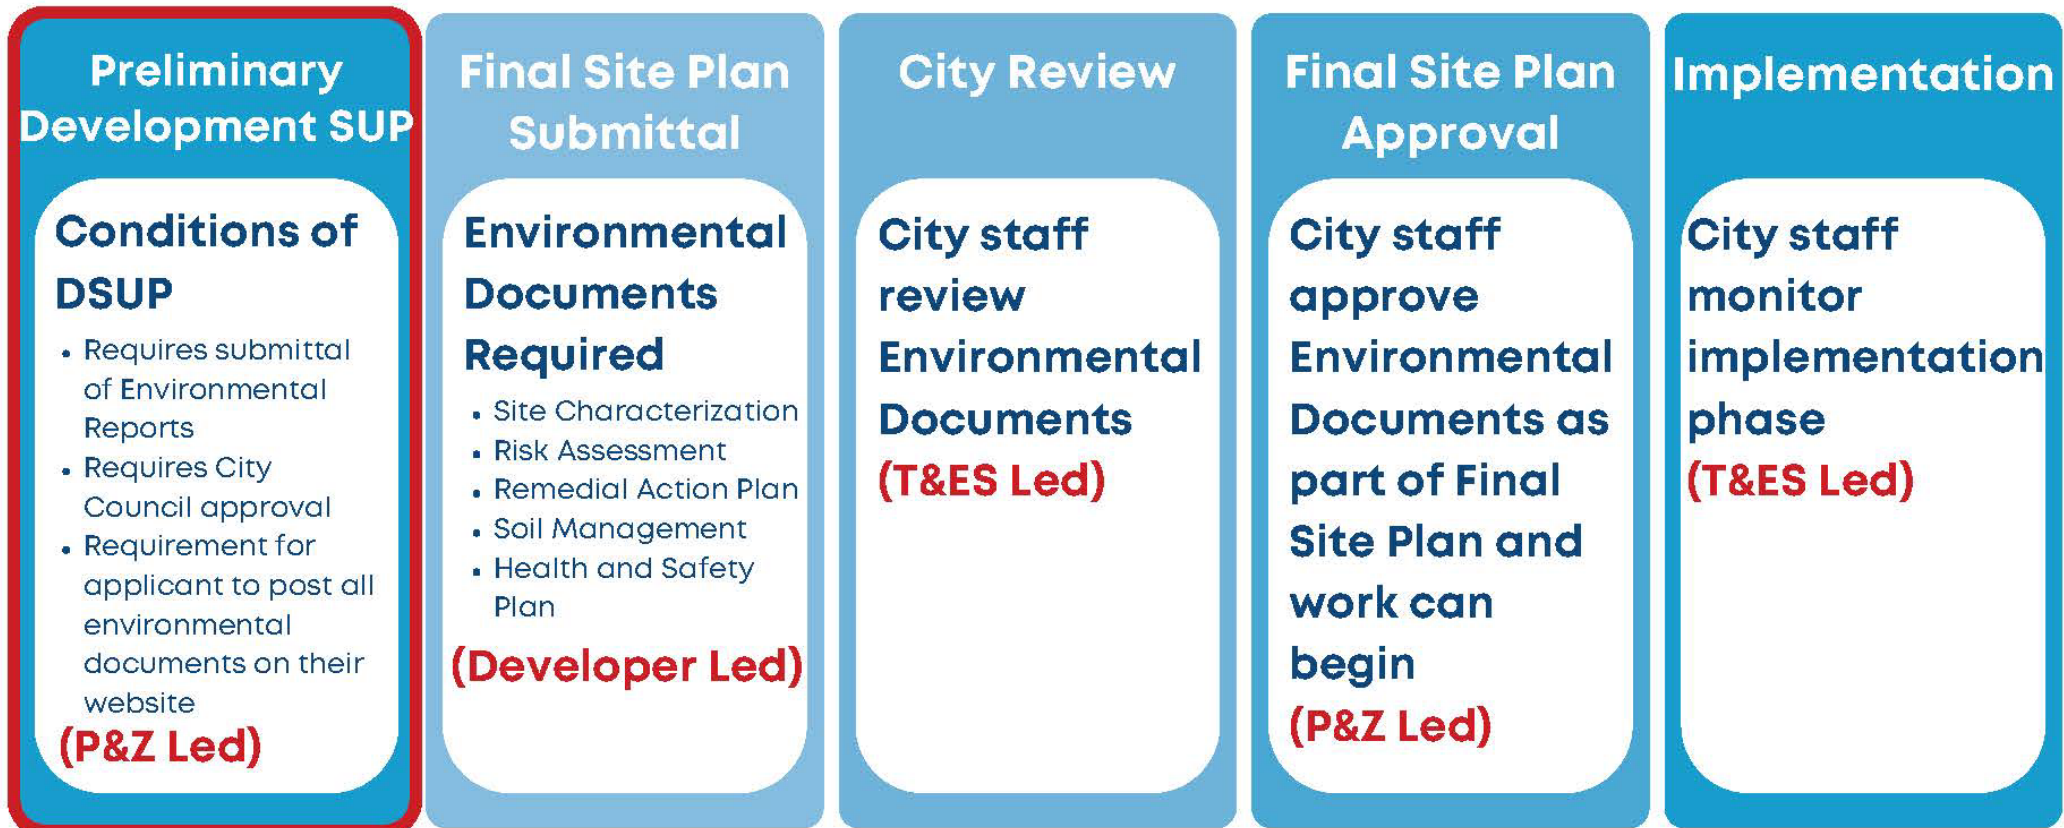 Preliminary
Development SUP
Conditions of
DSUP
• Requires submittal
of Environmental
Reports
• Requires City
Council approval
• Requirement for
applicant to post all
environmental
documents on their
website
(P&Z Led)
Final Site Plan
Submittal
Environmental
Documents
Required
• Site Characterization
• Risk Assessment
• Remedial Action Plan
• Soil Management
• Health and Safety
Plan
(Developer Led)
City Review
City staff
review
Environmental
Documents
(T&ES Led)
Final Site Plan
Approval
City staff
approve
Environmental
Documents as
part of Final
Site Plan and
work can
begin
(P&Z Led)
Implementation
City staff
monitor
implementation
phase
(T&ES Led)